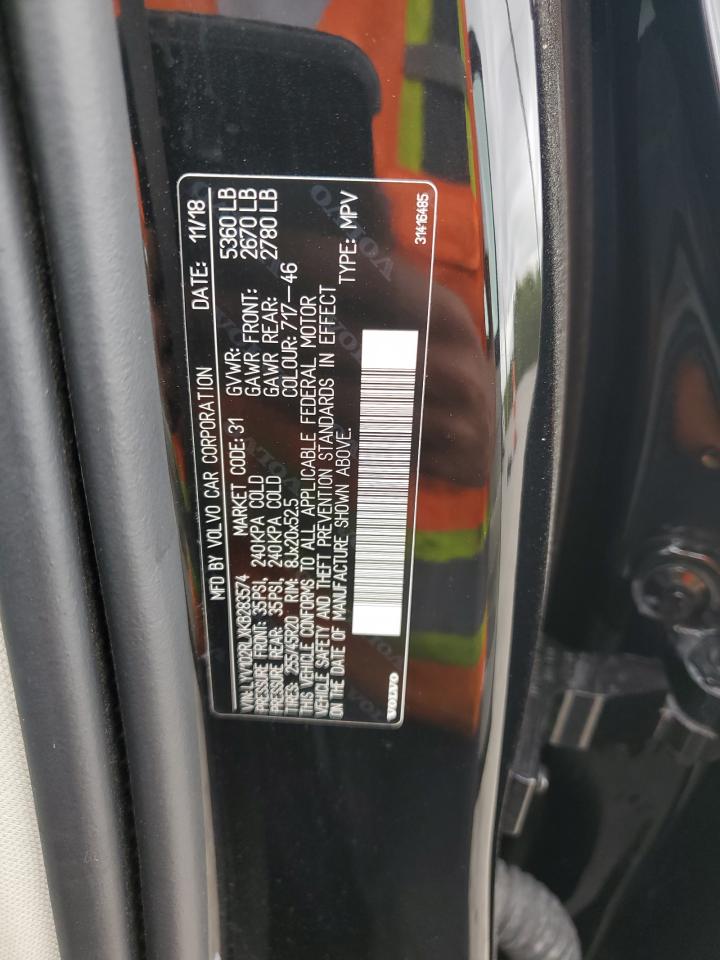 MFD BY VOLVO CAR CORPORATION DATE: 11/18
VIN: LYV102RLXKB283574 MARKET CODE: 31 GVWR: 5360 LB
PRESSURE FRONT: 35PSI, 240KPA COLD GAWR FRONT: 2670 LB
PRESSURE REAR: 35PSI, 240KPA COLD GAWR REAR: 2780 LB
TIRES: 255/45R20 RIM: 8Jx20x52.5 COLOUR: 717—46
THIS VEHICLE CONFORMS TO ALL APPLICABLE FEDERAL MOTOR
VEHICLE SAFETY AND THEFT PREVENTION STANDARDS IN EFFECT
ON THE DATE OF MANUFACTURE SHOWN ABOVE. TYPE: MPV
VOLVO 31416485